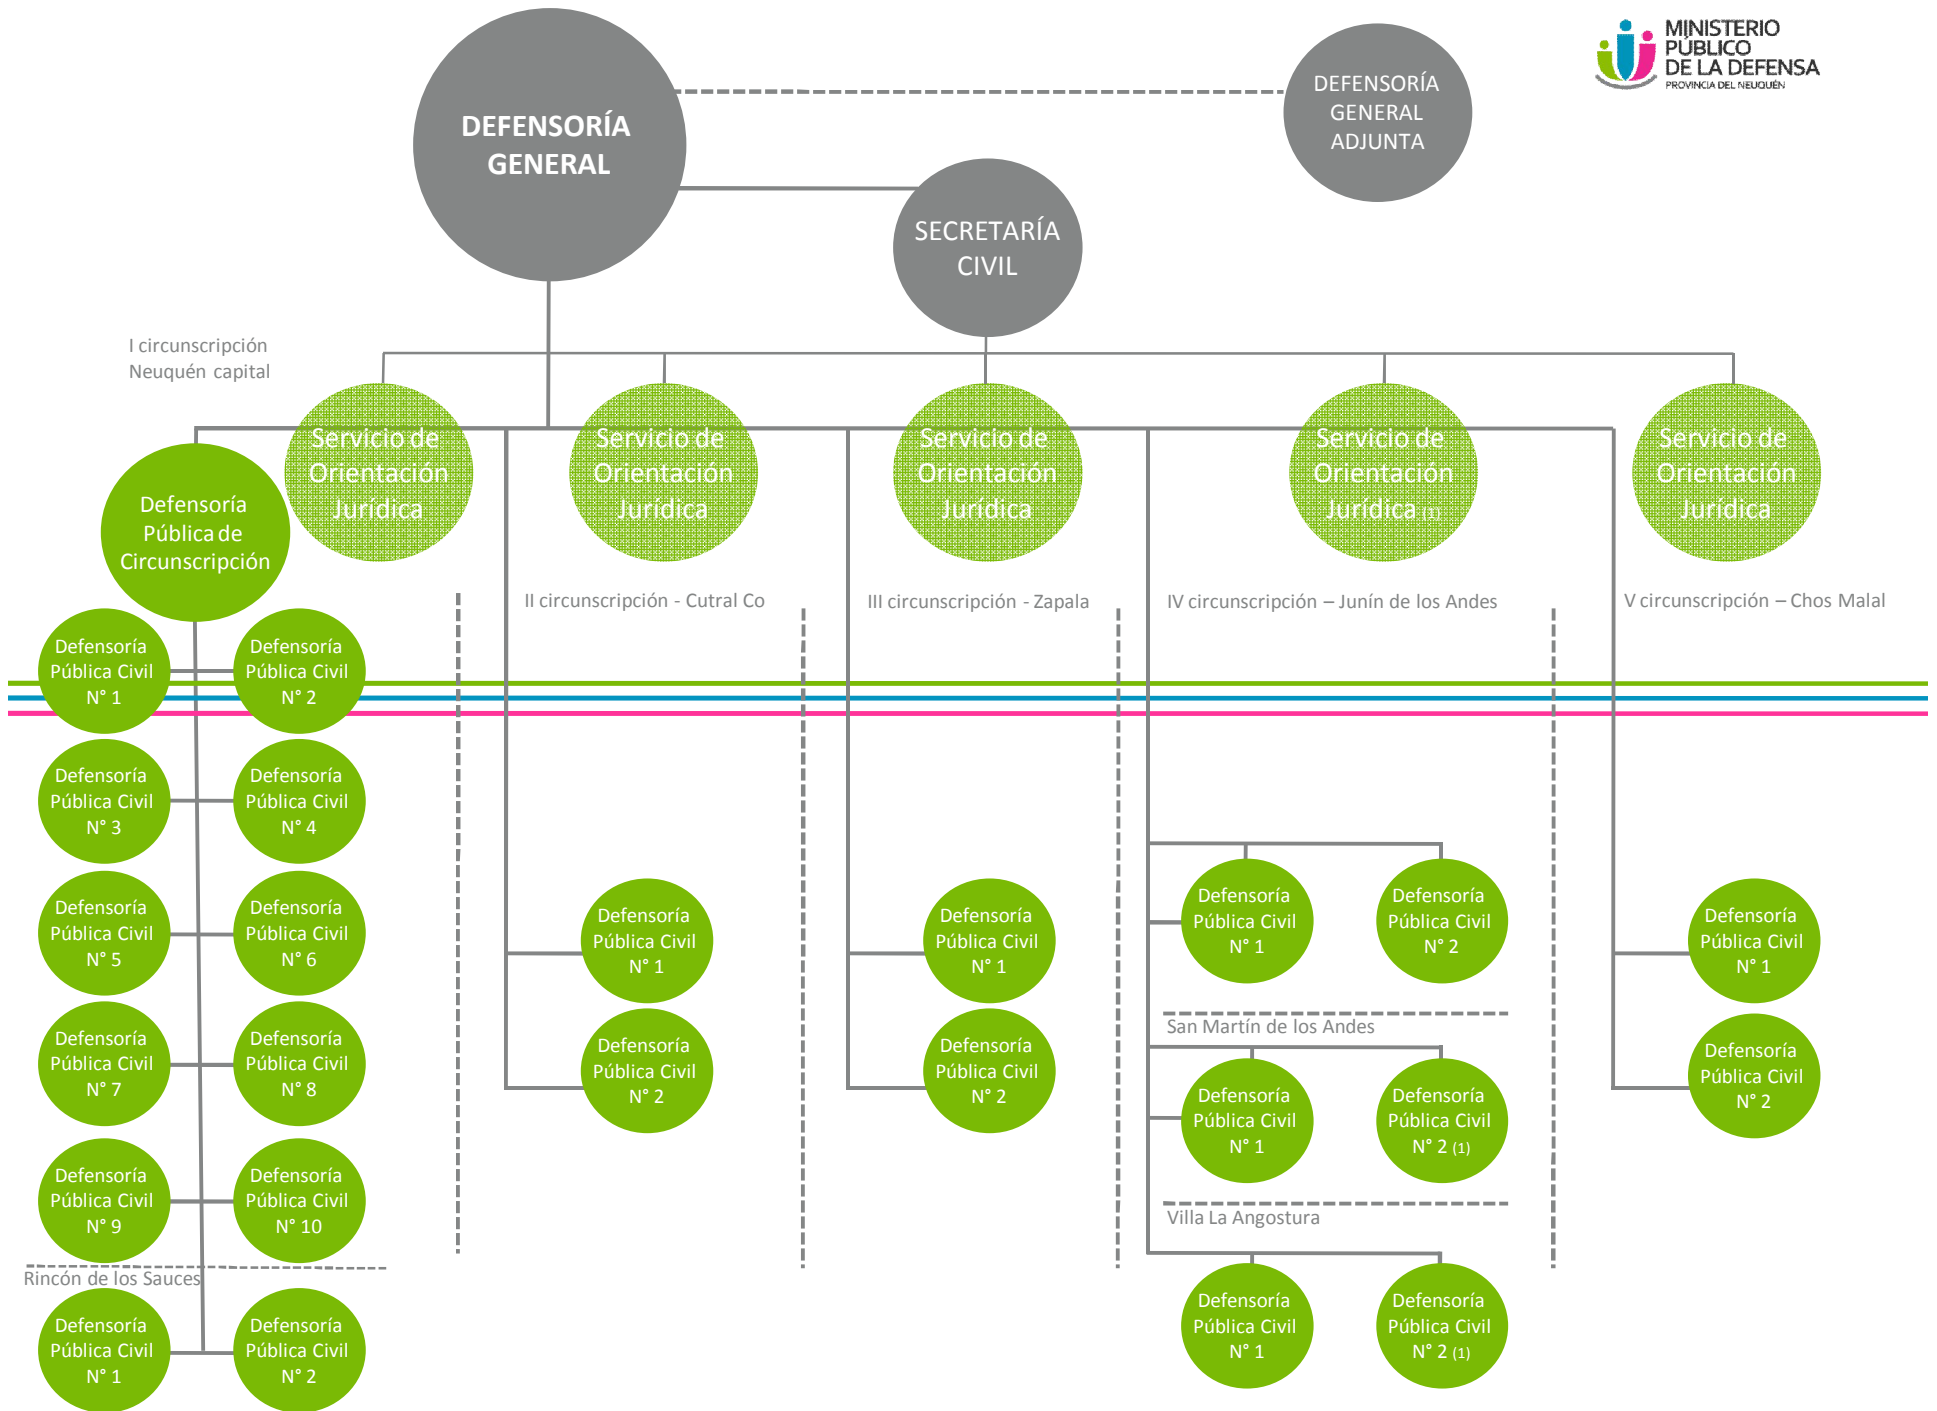 MINISTERIO
PÚBLICO
DE LA DEFENSA
PROVINCIA DEL NEUQUÉN
DEFENSORÍA
GENERAL
DEFENSORÍA
GENERAL
ADJUNTA
SECRETARÍA
CIVIL
I circunscripción
Neuquén capital
Defensoría
Pública de
Circunscripción
Servicio de
Orientación
Jurídica
Servicio de
Orientación
Jurídica
Servicio de
Orientación
Jurídica
Servicio de
Orientación
Jurídica (1)
Servicio de
Orientación
Jurídica
II circunscripción - Cutral Co
III circunscripción - Zapala
IV circunscripción – Junín de los Andes
V circunscripción – Chos Malal
Defensoría
Pública Civil
N° 1
Defensoría
Pública Civil
N° 2
Defensoría
Pública Civil
N° 3
Defensoría
Pública Civil
N° 4
Defensoría
Pública Civil
N° 5
Defensoría
Pública Civil
N° 6
Defensoría
Pública Civil
N° 7
Defensoría
Pública Civil
N° 8
Defensoría
Pública Civil
N° 9
Defensoría
Pública Civil
N° 10
Rincón de los Sauces
Defensoría
Pública Civil
N° 1
Defensoría
Pública Civil
N° 2
Defensoría
Pública Civil
N° 1
Defensoría
Pública Civil
N° 2
Defensoría
Pública Civil
N° 1
Defensoría
Pública Civil
N° 2
Defensoría
Pública Civil
N° 1
Defensoría
Pública Civil
N° 2
San Martín de los Andes
Defensoría
Pública Civil
N° 1
Defensoría
Pública Civil
N° 2 (1)
Villa La Angostura
Defensoría
Pública Civil
N° 1
Defensoría
Pública Civil
N° 2 (1)
Defensoría
Pública Civil
N° 1
Defensoría
Pública Civil
N° 2